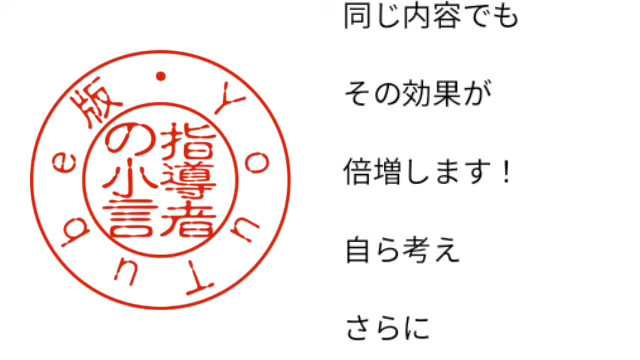 YouTube版
指導者
の小言
同じ内容でも
その効果が
倍増します！
自ら考え
さらに